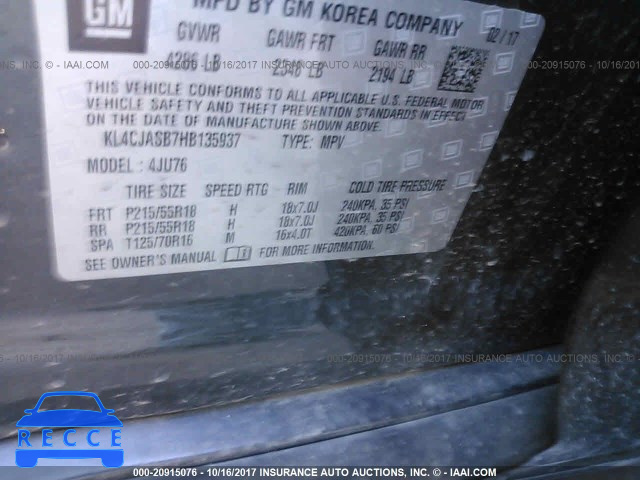 GM
MFD BY GM KOREA COMPANY
02/17
GVWR GAWR FRT GAWR RR
LB LB 2194 LB
THIS VEHICLE CONFORMS TO ALL APPLICABLE U.S. FEDERAL MOTOR
VEHICLE SAFETY AND THEFT PREVENTION STANDARDS IN EFFECT
ON THE DATE OF MANUFACTURE SHOWN ABOVE.
KL4CJASB7HB135937 TYPE: MPV
MODEL: 4JU76
TIRE SIZE SPEED RTG RIM COLD TIRE PRESSURE
FRT P215/55R18 H 18x7.0J 240KPA, 35 PSI
RR P215/55R18 H 18x7.0J 240KPA, 35 PSI
SPA T125/70R16 M 16x4.0T 420KPA, 60 PSI
SEE OWNER'S MANUAL FOR MORE INFORMATION.
000-20915076 - 10/16/2017 INSURANCE AUTO AUCTIONS, INC. - © - IAAI.COM
RECCE